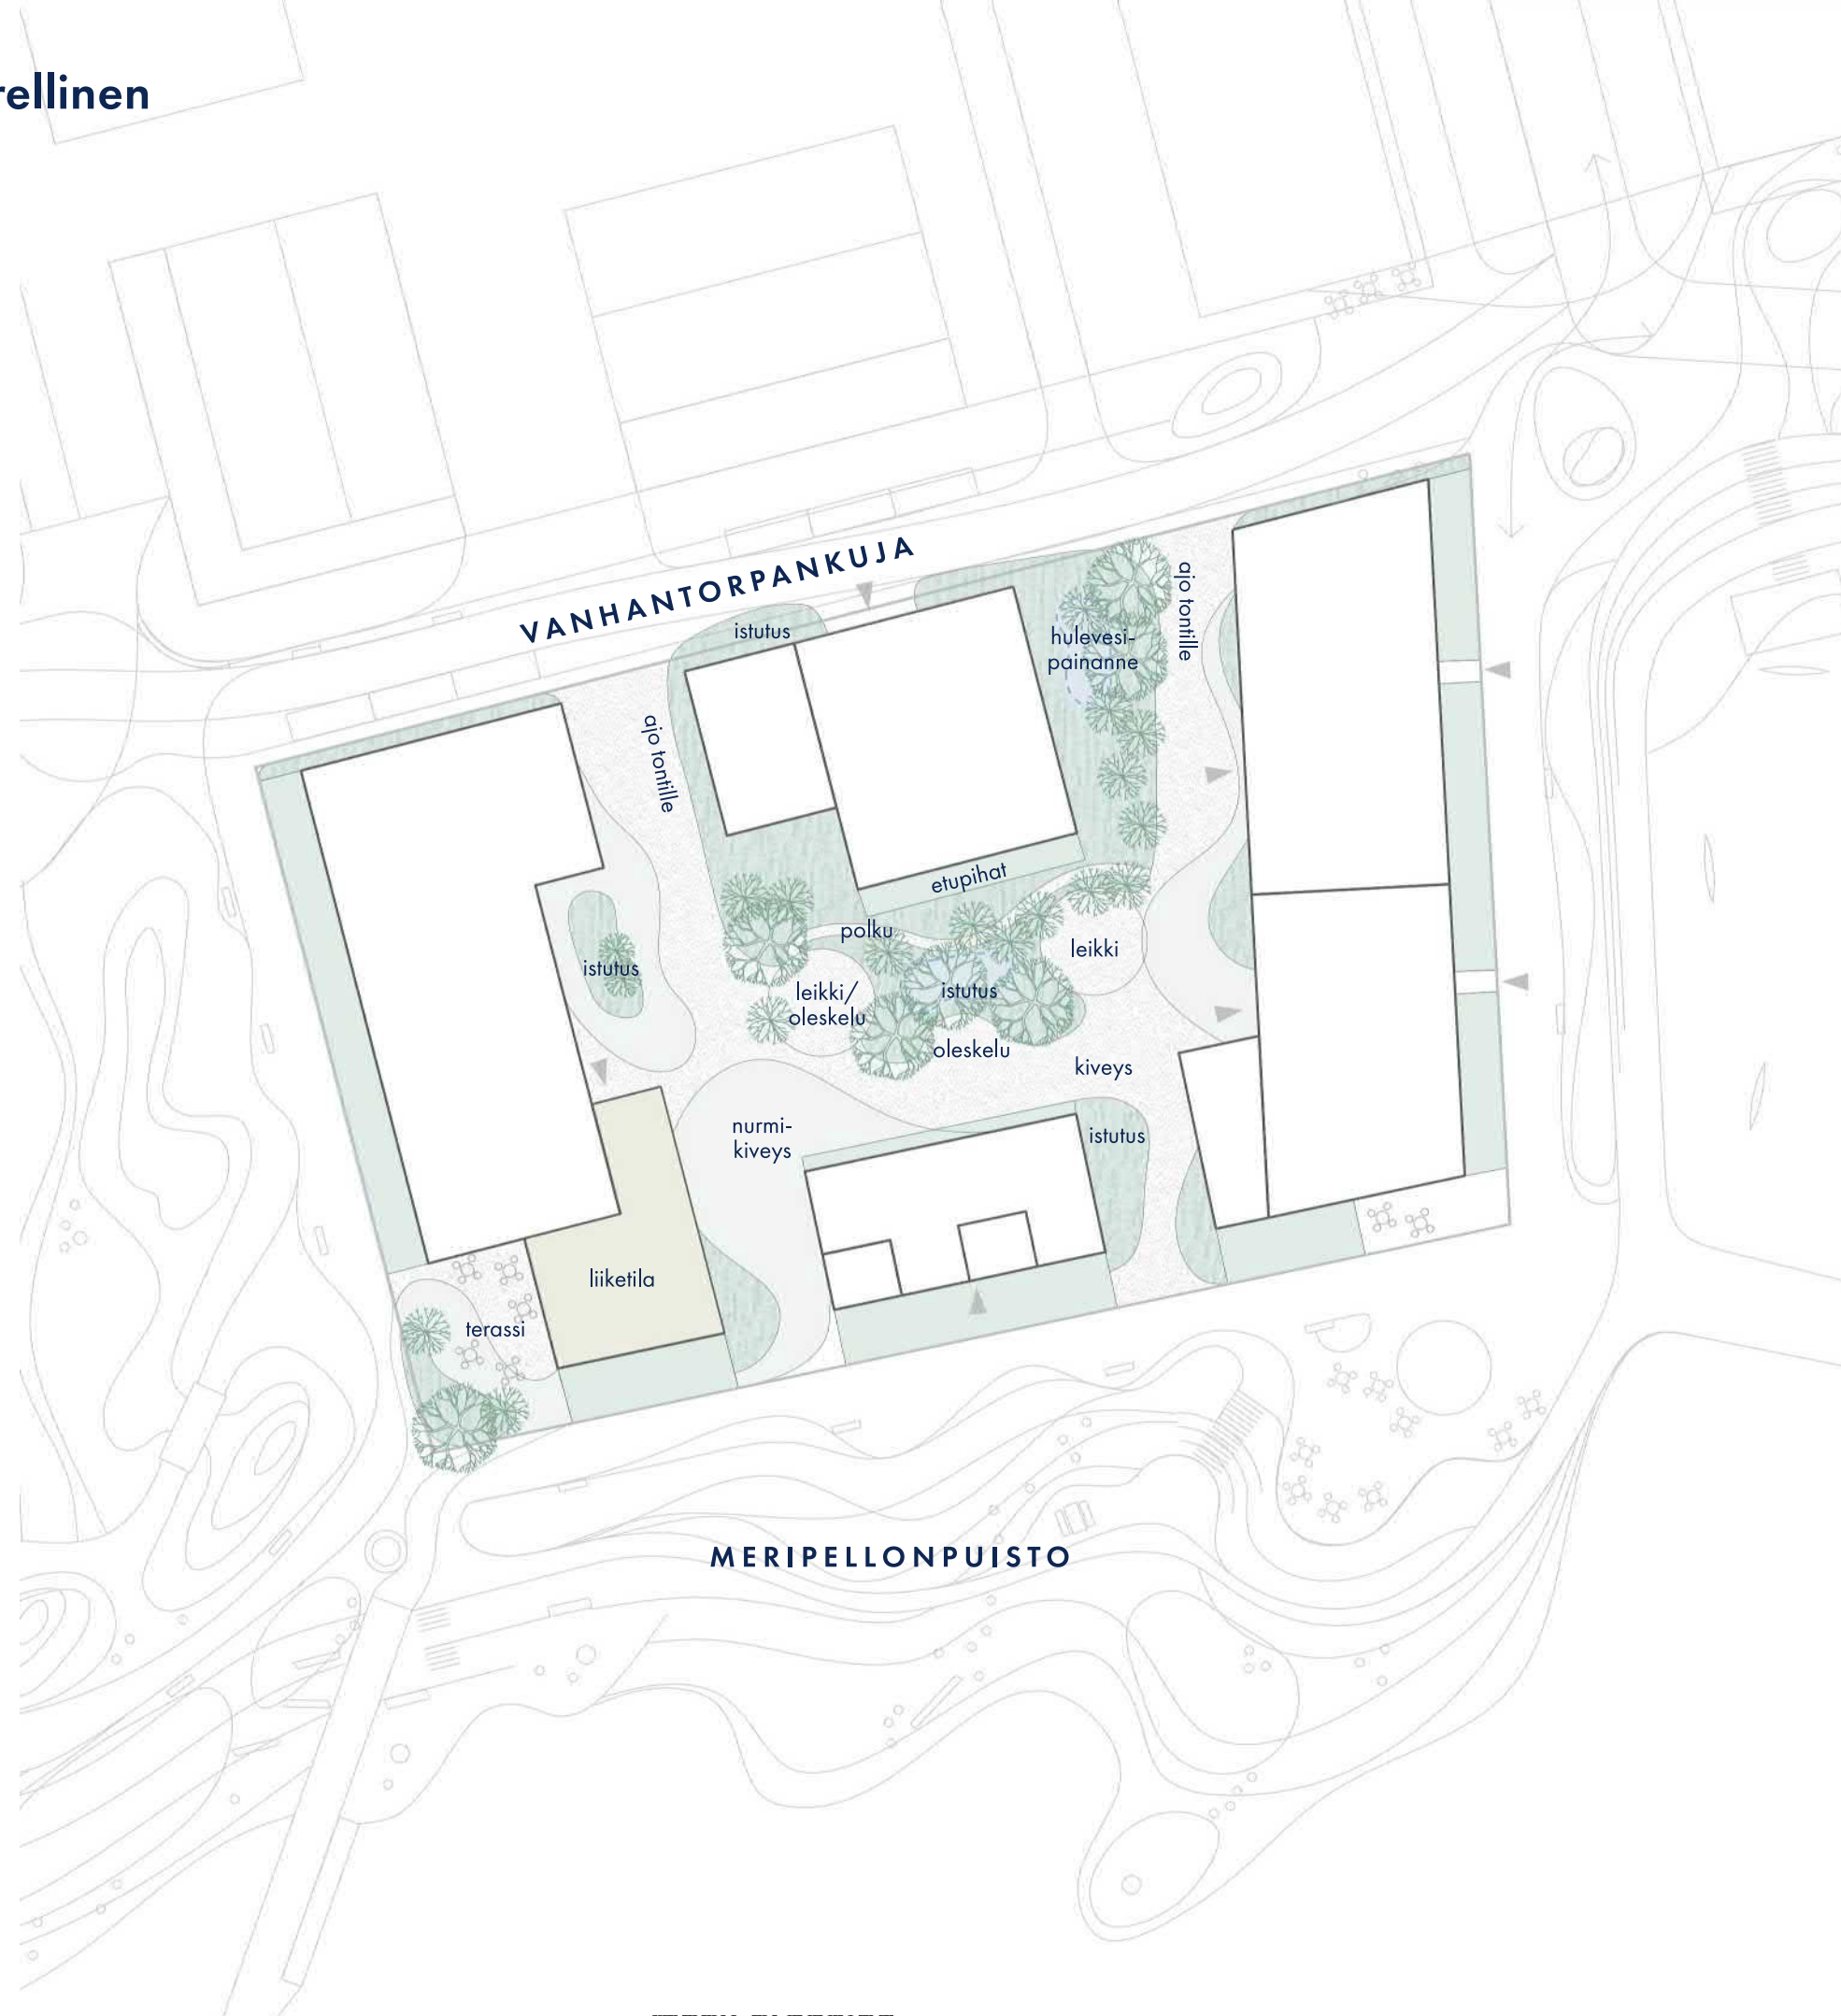 rellinen
VANHANTORPANKUJA
istutus
hulevesi-
painanne
ajo tontille
ajo tontille
etupihat
polku
leikki
istutus
leikki/
oleskelu
istutus
oleskelu
kiveys
nurmi-
kiveys
istutus
liiketila
terassi
MERIPELLONPUISTO